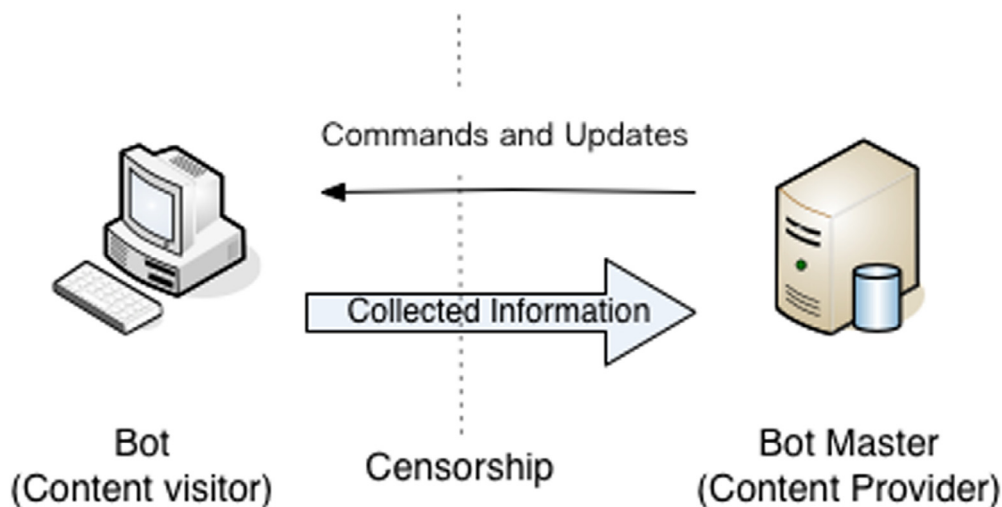 Commands and Updates
Collected Information
Bot
(Content visitor)
Censorship
Bot Master
(Content Provider)